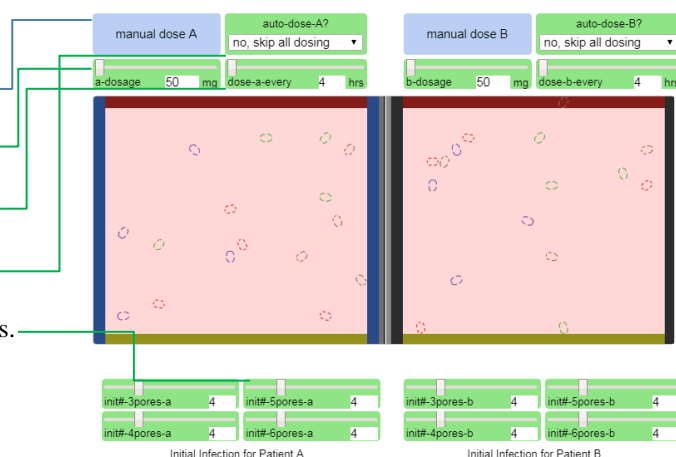 manual dose A
auto-dose-A?
no, skip all dosing
manual dose B
auto-dose-B?
no, skip all dosing
a-dosage 50 mg
dose-a-every 4 hrs
b-dosage 50 mg
dose-b-every 4 hrs
s.
init#-3pores-a 4
init#-5pores-a 4
init#-3pores-b 4
init#-5pores-b 4
init#-4pores-a 4
init#-6pores-a 4
init#-4pores-b 4
init#-6pores-b 4
Initial Infection for Patient A
Initial Infection for Patient B